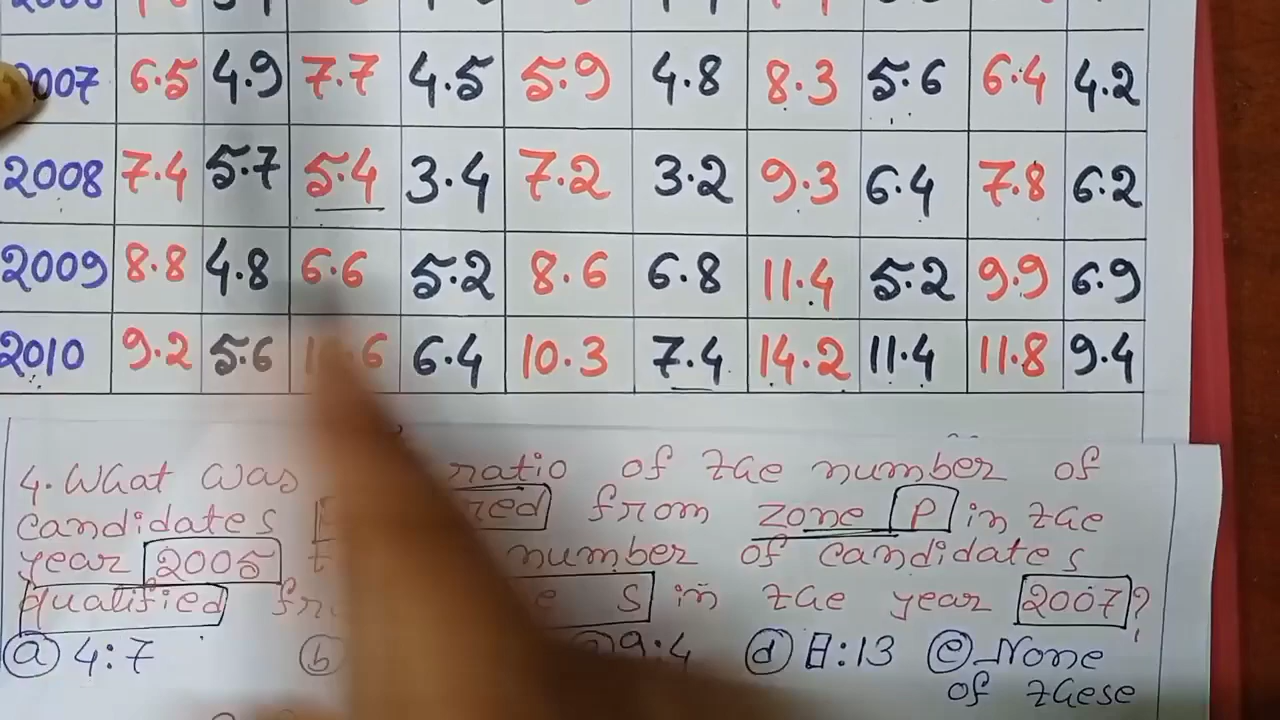 2007 6.5 4.9 7.7 4.5 5.9 4.8 8.3 5.6 6.4 4.2
2008 7.4 5.7 5.4 3.4 7.2 3.2 9.3 6.4 7.8 6.2
2009 8.8 4.8 6.6 5.2 8.6 6.8 11.4 5.2 9.9 6.9
2010 9.2 5.6 6.4 10.3 7.4 14.2 11.4 11.8 9.4
4. What was ratio of the number of
candidates from zone P in the
year 2005 number of candidates
qualified S in the year 2007?
(a) 4:7 (b) 9:4 (d) :13 (e) None
of these